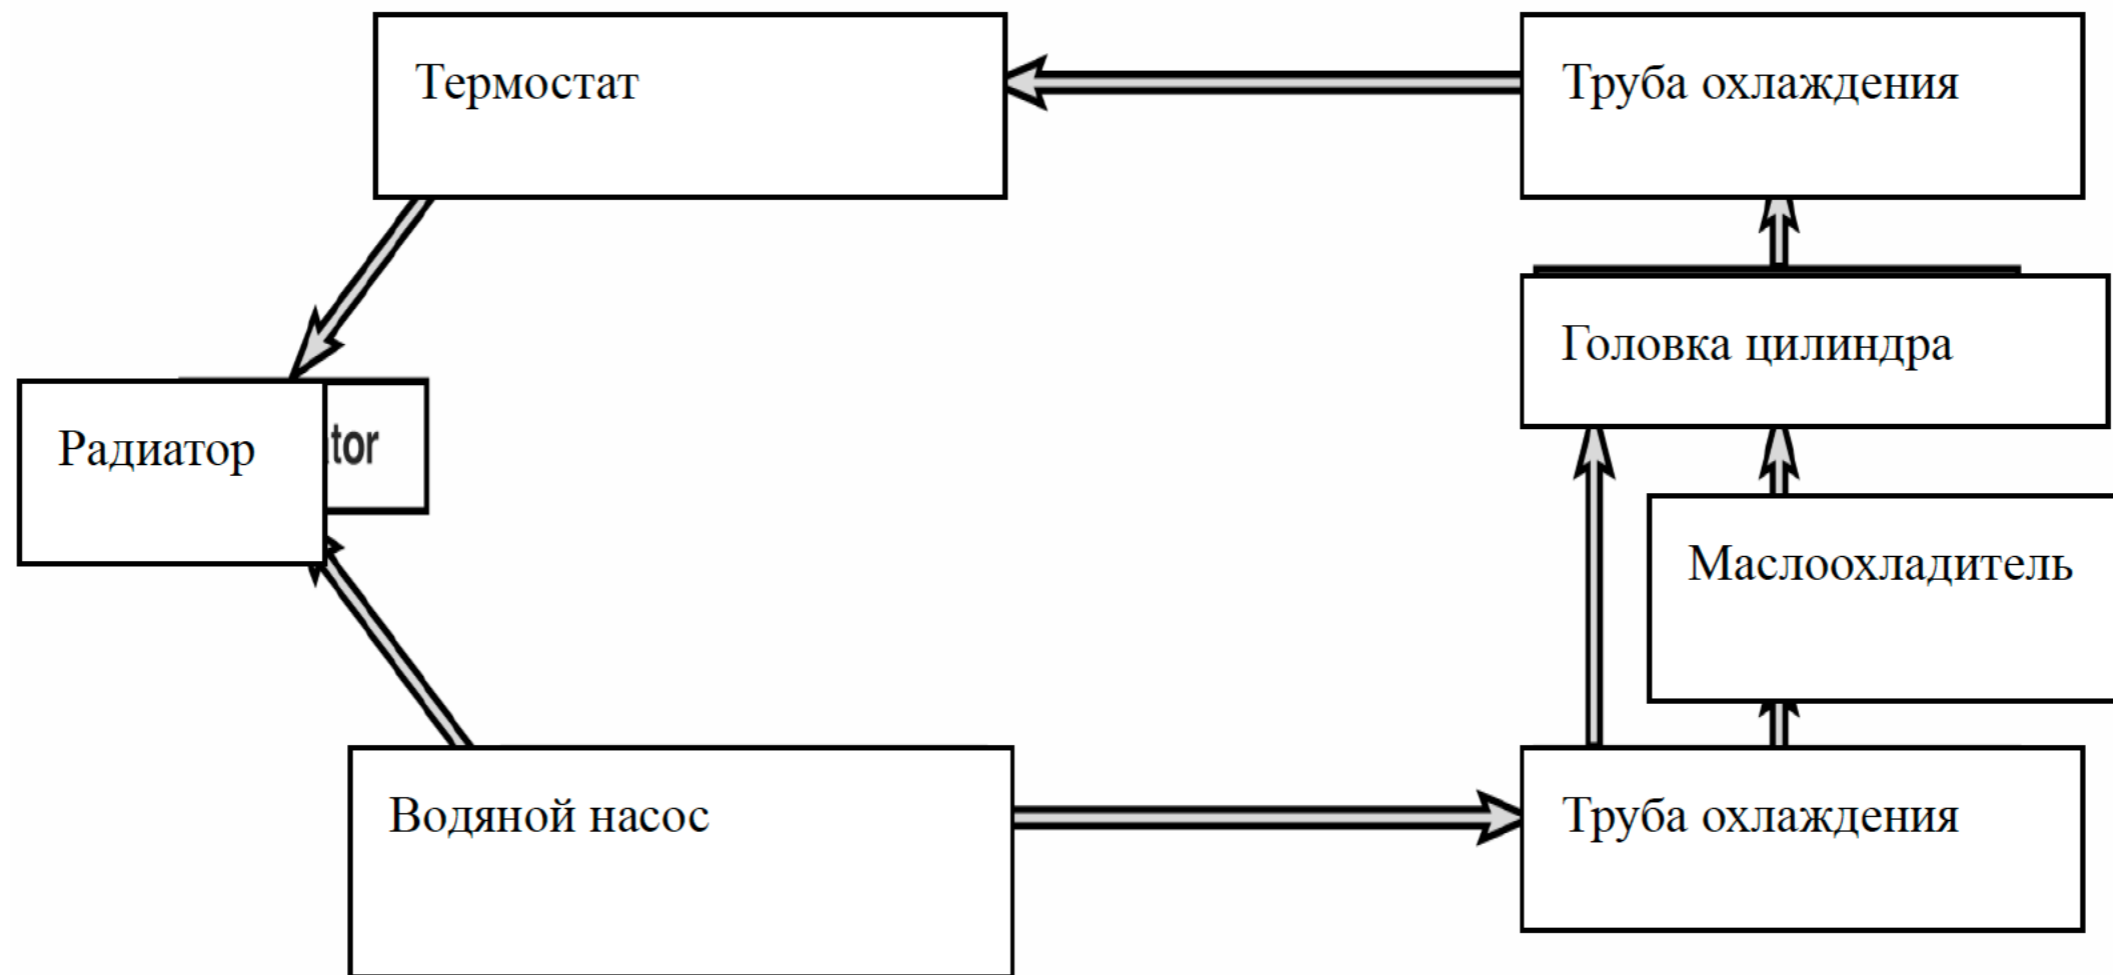 Термостат
Труба охлаждения
Головка цилиндра
Радиатор
tor
Маслоохладитель
Водяной насос
Труба охлаждения